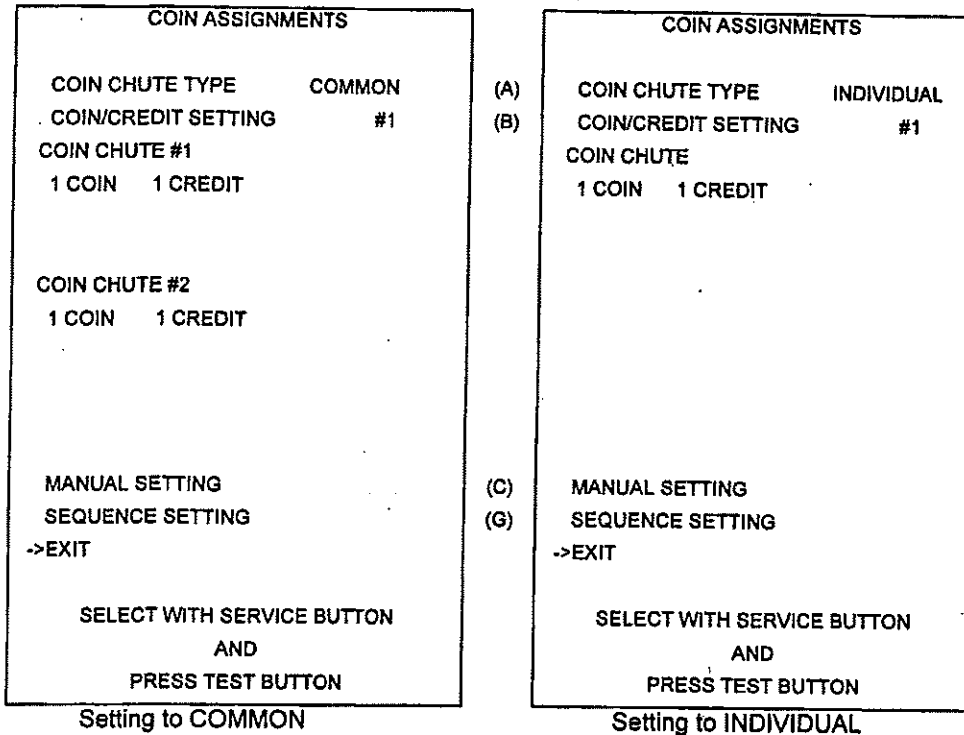 COIN ASSIGNMENTS
COIN CHUTE TYPE COMMON
COIN/CREDIT SETTING #1
COIN CHUTE #1
1 COIN 1 CREDIT
COIN CHUTE #2
1 COIN 1 CREDIT
MANUAL SETTING
SEQUENCE SETTING
->EXIT
SELECT WITH SERVICE BUTTON
AND
PRESS TEST BUTTON
Setting to COMMON
(A)
(B)
(C)
(G)
COIN ASSIGNMENTS
COIN CHUTE TYPE INDIVIDUAL
COIN/CREDIT SETTING #1
COIN CHUTE
1 COIN 1 CREDIT
MANUAL SETTING
SEQUENCE SETTING
->EXIT
SELECT WITH SERVICE BUTTON
AND
PRESS TEST BUTTON
Setting to INDIVIDUAL